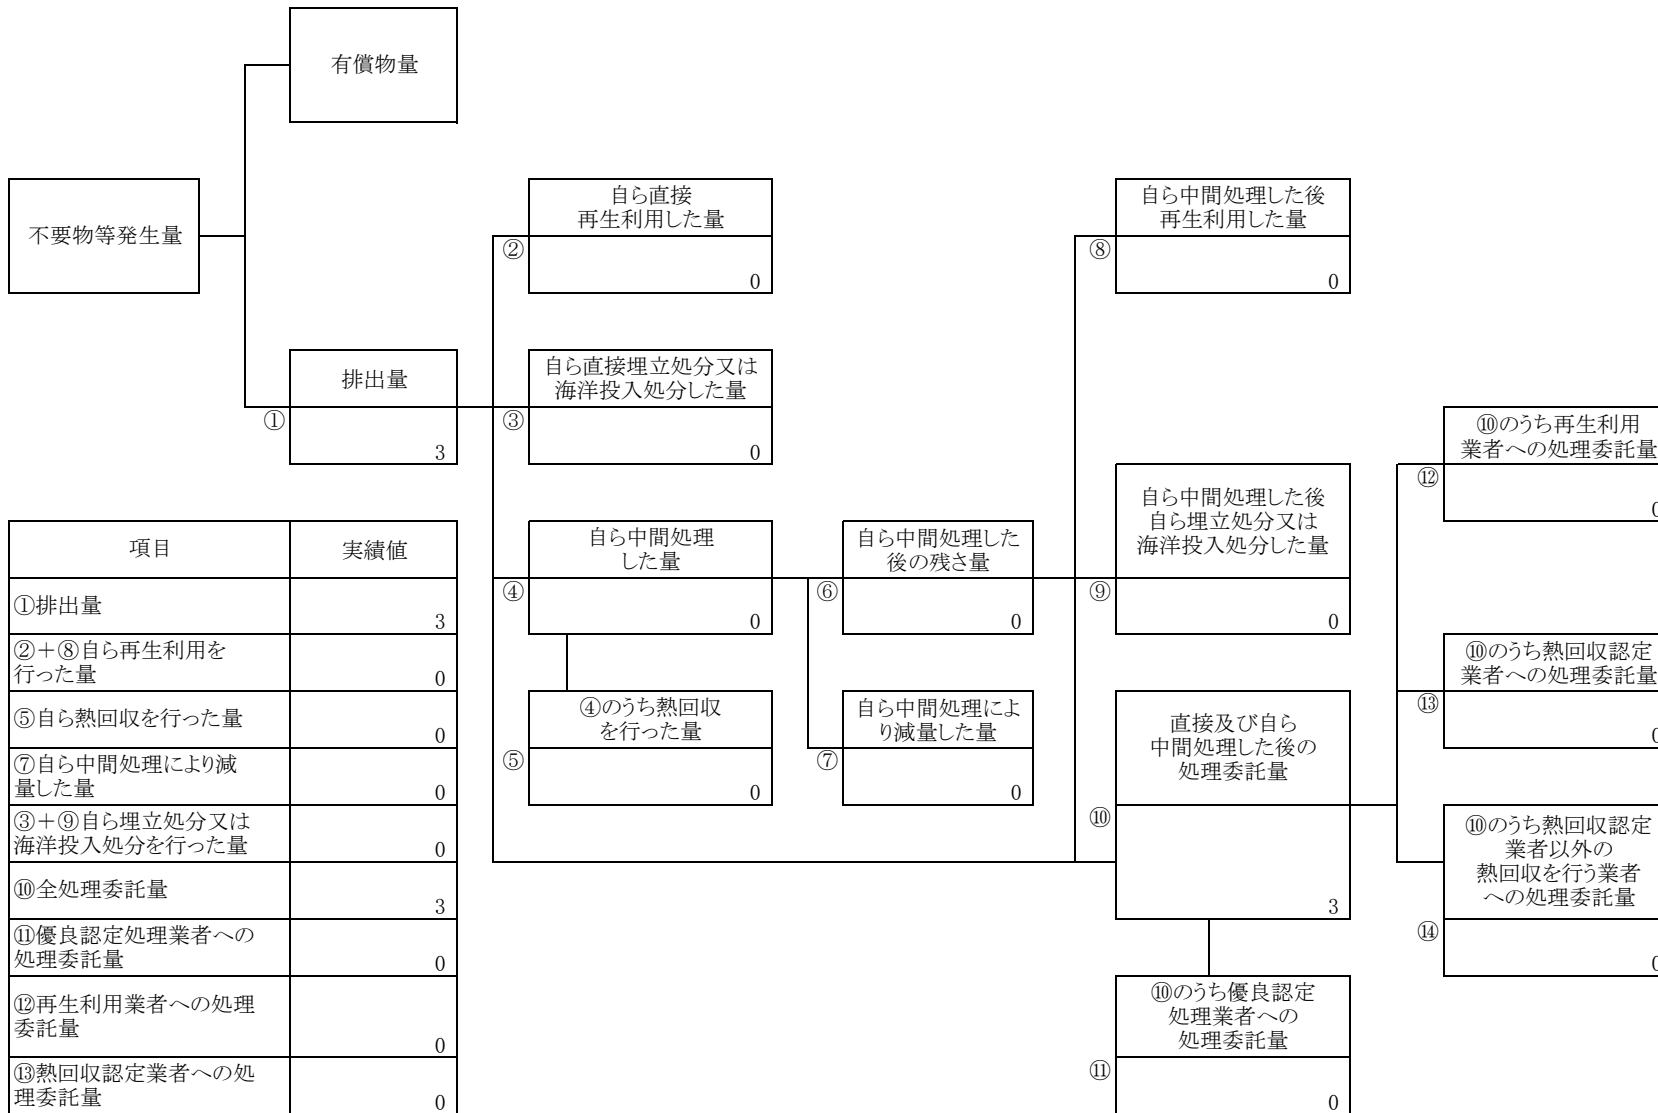 有償物量
不要物等発生量
自ら直接
再生利用した量
②
0
自ら中間処理した後
再生利用した量
⑧
0
排出量
①
3
自ら直接埋立処分又は
海洋投入処分した量
③
0
⑩のうち再生利用
業者への処理委託量
⑫
0
自ら中間処理した後
自ら埋立処分又は
海洋投入処分した量
⑨
0
自ら中間処理
した量
④
0
自ら中間処理した
後の残さ量
⑥
0
⑩のうち熱回収認定
業者への処理委託量
⑬
0
④のうち熱回収
を行った量
⑤
0
自ら中間処理によ
り減量した量
⑦
0
直接及び自ら
中間処理した後の
処理委託量
⑩
3
⑩のうち熱回収認定
業者以外の
熱回収を行う業者
への処理委託量
⑭
0
⑩のうち優良認定
処理業者への
処理委託量
⑪
0
項目 実績値
①排出量
3
②+⑧自ら再生利用を
行った量
0
⑤自ら熱回収を行った量
0
⑦自ら中間処理により減
量した量
0
③+⑨自ら埋立処分又は
海洋投入処分を行った量
0
⑩全処理委託量
3
⑪優良認定処理業者への
処理委託量
0
⑫再生利用業者への処理
委託量
0
⑬熱回収認定業者への処
理委託量
0